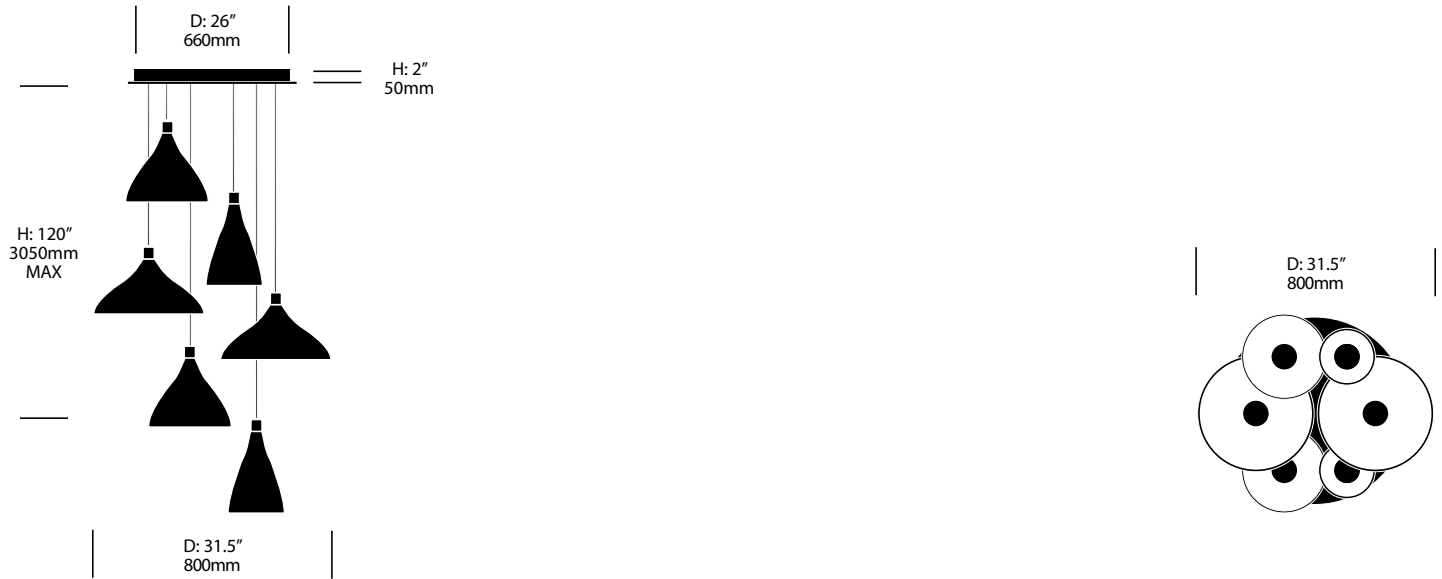 D: 26”
660mm
H: 2”
50mm
H: 120”
3050mm
MAX
D: 31.5”
800mm
D: 31.5”
800mm